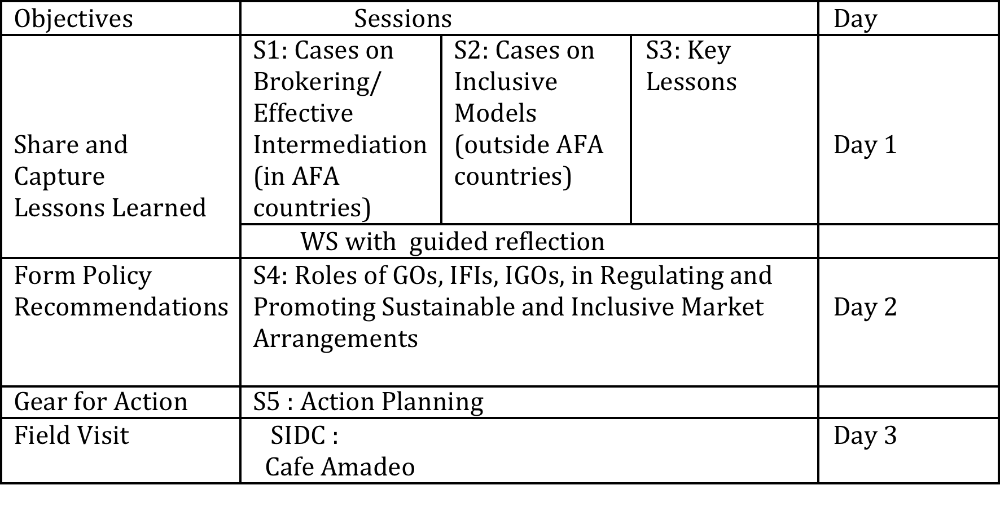 Objectives
Sessions
Day
Share and
Capture
Lessons Learned
S1: Cases on
Brokering/
Effective
Intermediation
(in AFA
countries)
S2: Cases on
Inclusive
Models
(outside AFA
countries)
S3: Key
Lessons
Day 1
WS with  guided reflection
Form Policy
Recommendations
S4: Roles of GOs, IFIs, IGOs, in Regulating and
Promoting Sustainable and Inclusive Market
Arrangements
Day 2
Gear for Action
S5 : Action Planning
Field Visit
SIDC :
Cafe Amadeo
Day 3